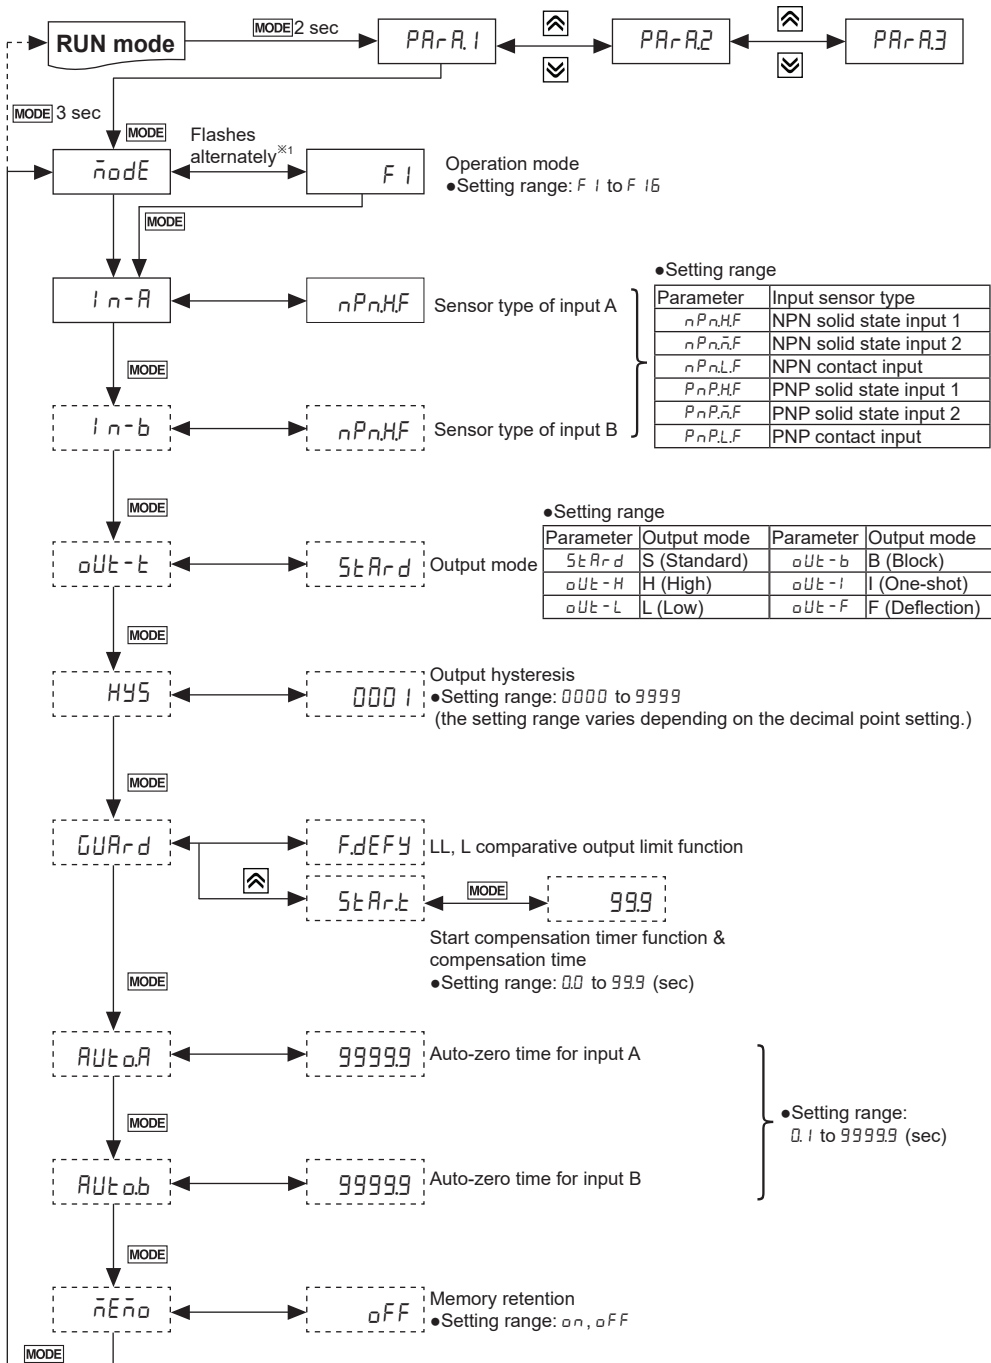 RUN mode
MODE 2 sec
PArA.1
PArA.2
PArA.3
MODE 3 sec
MODE
Flashes
alternately※1
modE
F 1
Operation mode
●Setting range: F 1 to F 16
MODE
In-A
nPn.H.F
Sensor type of input A
●Setting range
Parameter Input sensor type
nPn.H.F NPN solid state input 1
nPn.m.F NPN solid state input 2
nPn.L.F NPN contact input
PnP.H.F PNP solid state input 1
PnP.m.F PNP solid state input 2
PnP.L.F PNP contact input
MODE
In-b
nPn.H.F
Sensor type of input B
MODE
●Setting range
Parameter Output mode Parameter Output mode
StArd S (Standard) oUt-b B (Block)
oUt-H H (High) oUt-I I (One-shot)
oUt-L L (Low) oUt-F F (Deflection)
oUt-t
StArd
Output mode
MODE
HYS
0001
Output hysteresis
●Setting range: 0000 to 9999
(the setting range varies depending on the decimal point setting.)
MODE
GUArd
F.dEFY
LL, L comparative output limit function
StAr.t
MODE
99.9
Start compensation timer function &
compensation time
●Setting range: 0.0 to 99.9 (sec)
MODE
AUto.A
9999.9
Auto-zero time for input A
MODE
●Setting range:
0.1 to 9999.9 (sec)
AUto.b
9999.9
Auto-zero time for input B
MODE
mEmo
oFF
Memory retention
●Setting range: on, oFF
MODE